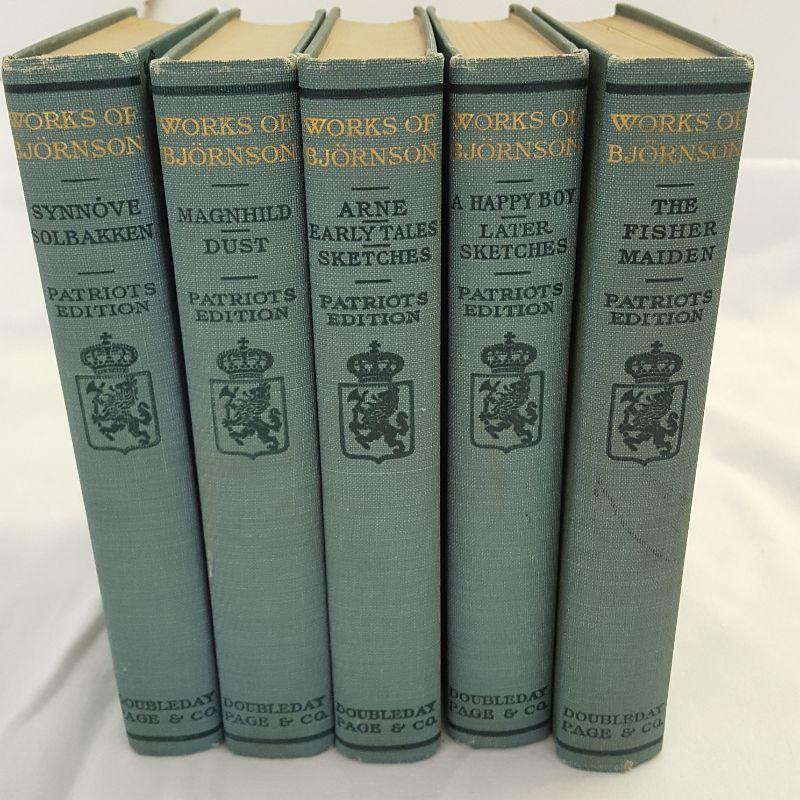 WORKS OF
BJÖRNSON
SYNNÖVE
SOLBAKKEN
PATRIOTS
EDITION
DOUBLEDAY
PAGE & CO.
WORKS OF
BJÖRNSON
MAGNHILD
DUST
PATRIOTS
EDITION
DOUBLEDAY
PAGE & CO.
WORKS OF
BJÖRNSON
ARNE
EARLY TALES
SKETCHES
PATRIOTS
EDITION
DOUBLEDAY
PAGE & CO.
WORKS OF
BJÖRNSON
A HAPPY BOY
LATER
SKETCHES
PATRIOTS
EDITION
DOUBLEDAY
PAGE & CO.
WORKS OF
BJÖRNSON
THE
FISHER
MAIDEN
PATRIOTS
EDITION
DOUBLEDAY
PAGE & CO.